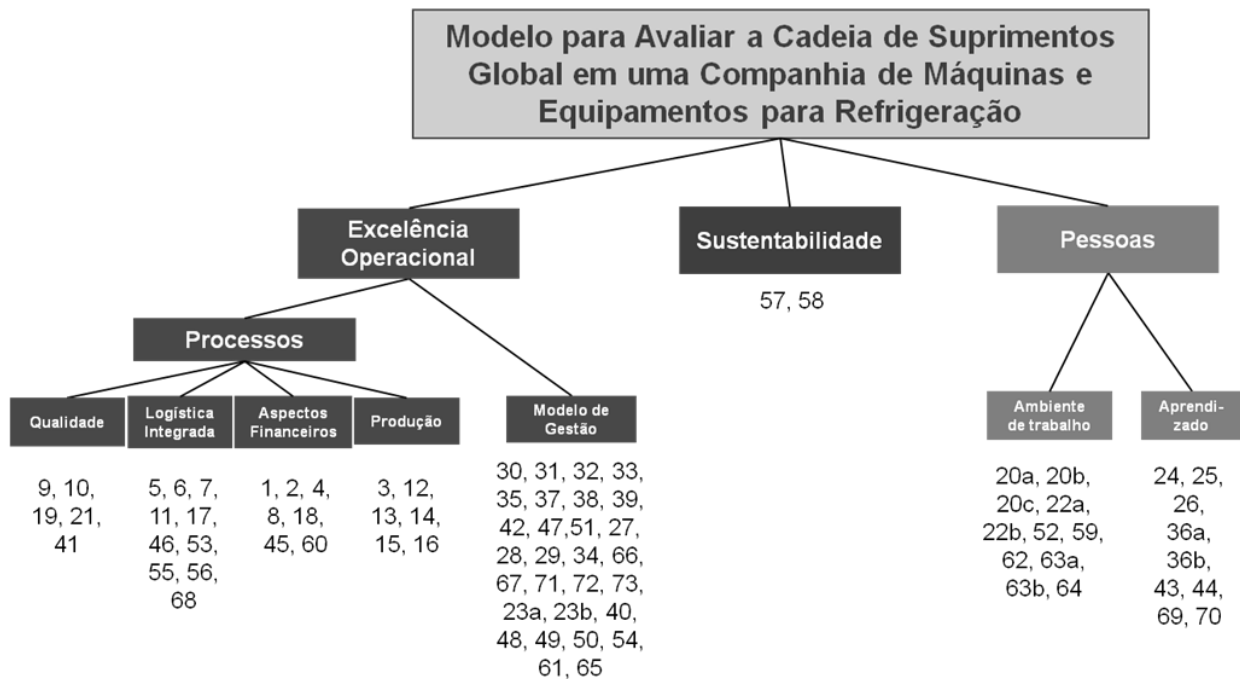 Modelo para Avaliar a Cadeia de Suprimentos
Global em uma Companhia de Máquinas e
Equipamentos para Refrigeração
Excelência
Operacional
Sustentabilidade
Pessoas
57, 58
Processos
Qualidade
Logística
Integrada
Aspectos
Financeiros
Produção
Modelo de
Gestão
Ambiente
de trabalho
Aprendi-
zado
9, 10,
19, 21,
41
5, 6, 7,
11, 17,
46, 53,
55, 56,
68
1, 2, 4,
8, 18,
45, 60
3, 12,
13, 14,
15, 16
30, 31, 32, 33,
35, 37, 38, 39,
42, 47,51, 27,
28, 29, 34, 66,
67, 71, 72, 73,
23a, 23b, 40,
48, 49, 50, 54,
61, 65
20a, 20b,
20c, 22a,
22b, 52, 59,
62, 63a,
63b, 64
24, 25,
26,
36a,
36b,
43, 44,
69, 70